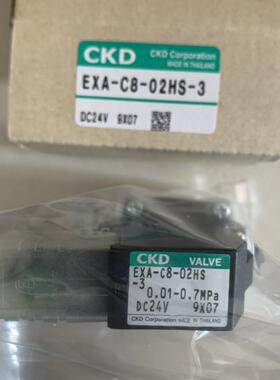 CKD
CKD Corporation
MADE IN THAILAND
EXA-C8-02HS-3
DC24V 9X07
CKD VALVE
EXA-C8-02HS
-3
0.01-0.7MPa
DC24V 9X07
CKD Corporation MADE IN THAILAND